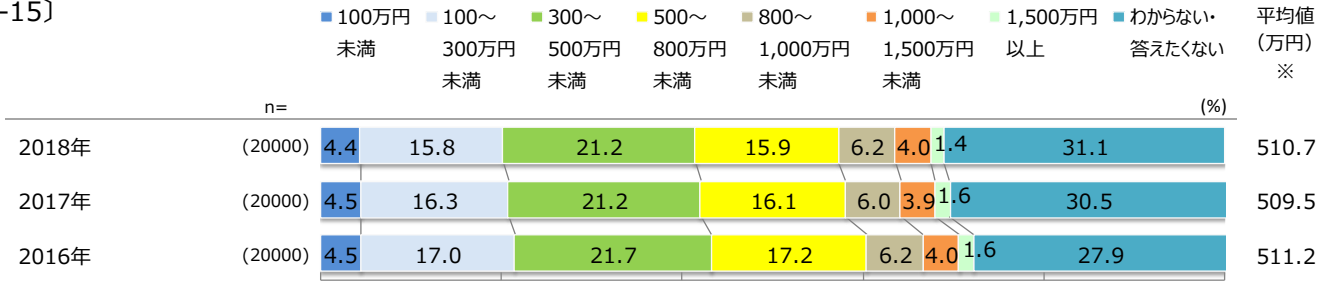 -15〕
100万円 100～ 300～ 500～ 800～ 1,000～ 1,500万円 わからない・ 平均値
未満 300万円 500万円 800万円 1,000万円 1,500万円 以上 答えたくない (万円)
未満 未満 未満 未満 未満 ※
n= (%)
2018年 (20000) 4.4 15.8 21.2 15.9 6.2 4.0 1.4 31.1 510.7
2017年 (20000) 4.5 16.3 21.2 16.1 6.0 3.9 1.6 30.5 509.5
2016年 (20000) 4.5 17.0 21.7 17.2 6.2 4.0 1.6 27.9 511.2